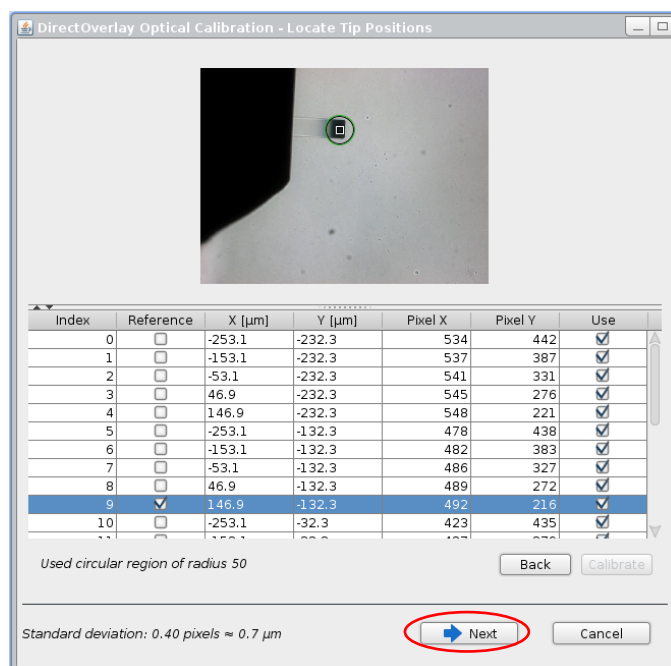 DirectOverlay Optical Calibration - Locate Tip Positions
Index Reference X [µm] Y [µm] Pixel X Pixel Y Use
0 -253.1 -232.3 534 442
1 -153.1 -232.3 537 387
2 -53.1 -232.3 541 331
3 46.9 -232.3 545 276
4 146.9 -232.3 548 221
5 -253.1 -132.3 478 438
6 -153.1 -132.3 482 383
7 -53.1 -132.3 486 327
8 46.9 -132.3 489 272
9 146.9 -132.3 492 216
10 -253.1 -32.3 423 435
Used circular region of radius 50
Back Calibrate
Standard deviation: 0.40 pixels ≈ 0.7 µm
Next Cancel